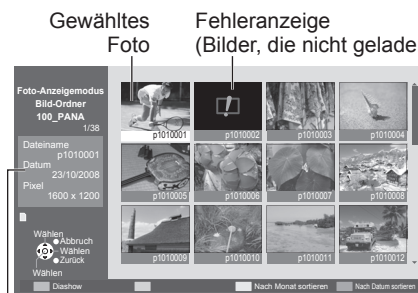 Gewähltes Foto
Fehleranzeige
(Bilder, die nicht gelade
Foto-Anzeigemodus
Bild-Ordner
100_PANA
1/38
Dateiname
p1010001
Datum
23/10/2008
Pixel
1600 x 1200
Wählen
Abbruch
Wählen
Zurück
Wählen
p1010001 p1010002 p1010003 p1010004
p1010005 p1010006 p1010007 p1010008
p1010009 p1010010 p1010011 p1010012
Diashow Nach Monat sortieren Nach Datum sortieren